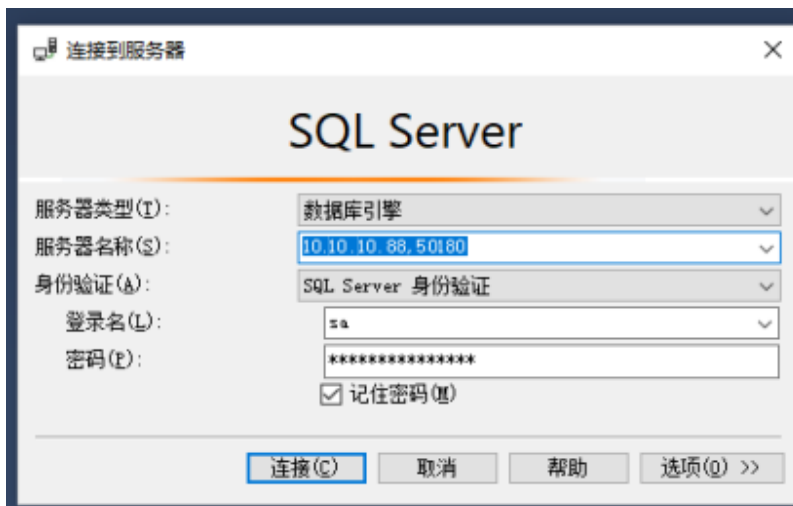 连接到服务器
SQL Server
服务器类型(T): 数据库引擎
服务器名称(S): 10.10.10.88,50180
身份验证(A): SQL Server 身份验证
登录名(L): sa
密码(P): ***************
记住密码(M)
连接(C) 取消 帮助 选项(O) >>